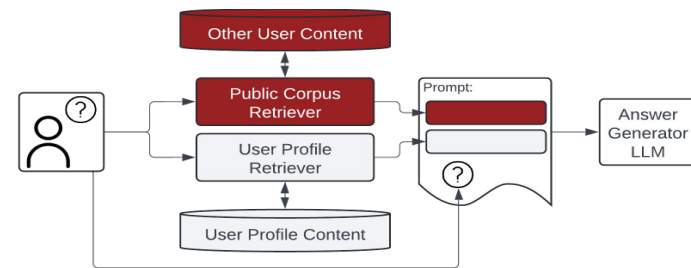 Other User Content
?
Public Corpus
Retriever
User Profile
Retriever
User Profile Content
Prompt:
?
Answer
Generator
LLM